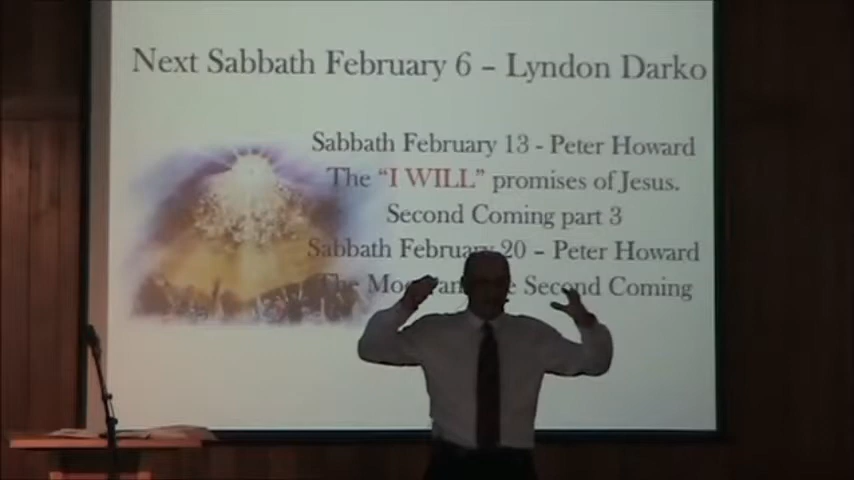 Next Sabbath February 6 – Lyndon Darko
Sabbath February 13 - Peter Howard
The “I WILL” promises of Jesus.
Second Coming part 3
Sabbath February 20 – Peter Howard
The Second Coming